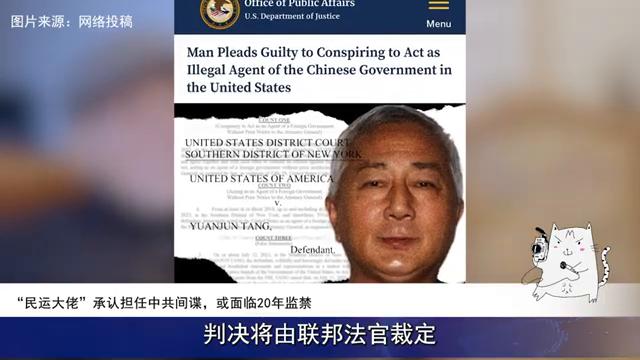 图片来源：网络投稿
Office of Public Affairs
U.S. Department of Justice
Menu
Man Pleads Guilty to Conspiring to Act as
Illegal Agent of the Chinese Government in
the United States
COUNT ONE
UNITED STATES DISTRICT COURT
SOUTHERN DISTRICT OF NEW YORK
UNITED STATES OF AMERICA
COUNT TWO
v.
YUANJUN TANG,
COUNT THREE
Defendant.
“民运大佬”承认担任中共间谍，或面临20年监禁
判决将由联邦法官裁定